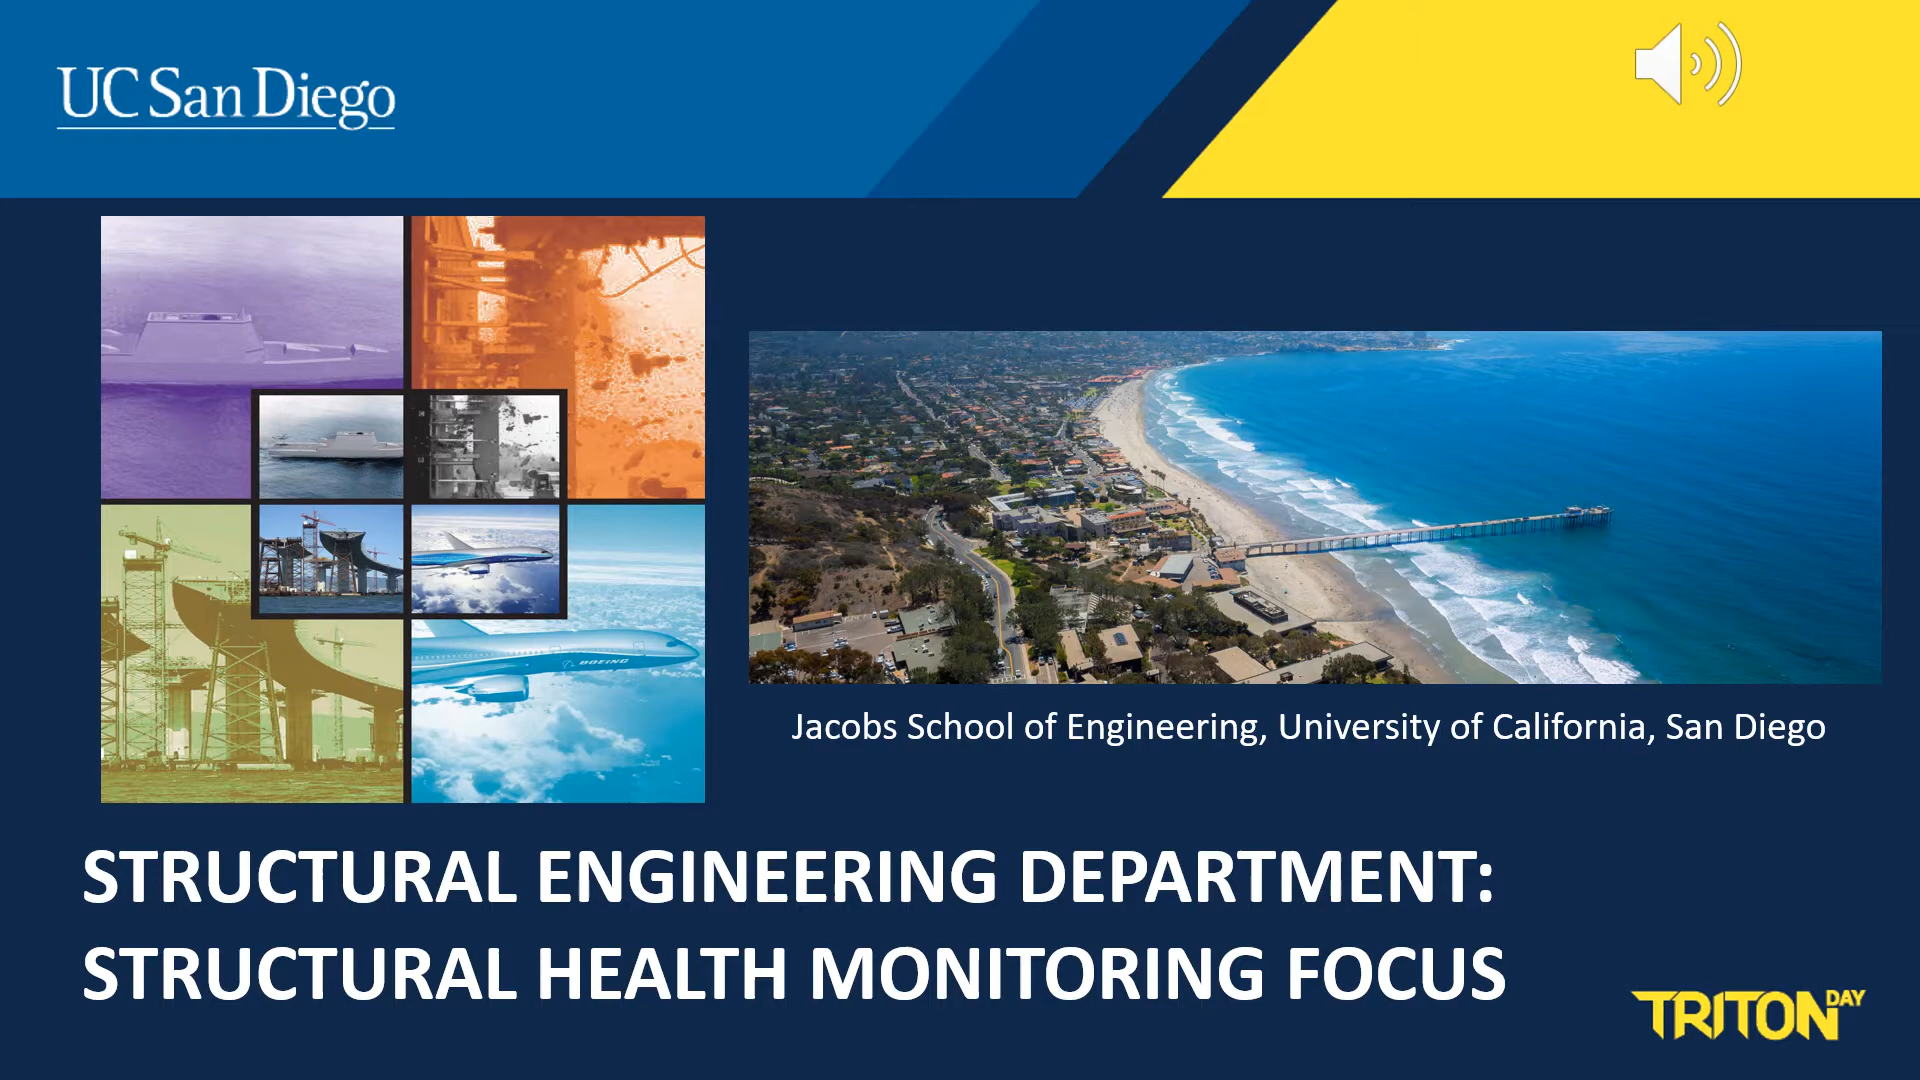 UC San Diego
BOEING
Jacobs School of Engineering, University of California, San Diego
STRUCTURAL ENGINEERING DEPARTMENT:
STRUCTURAL HEALTH MONITORING FOCUS
TRITON DAY